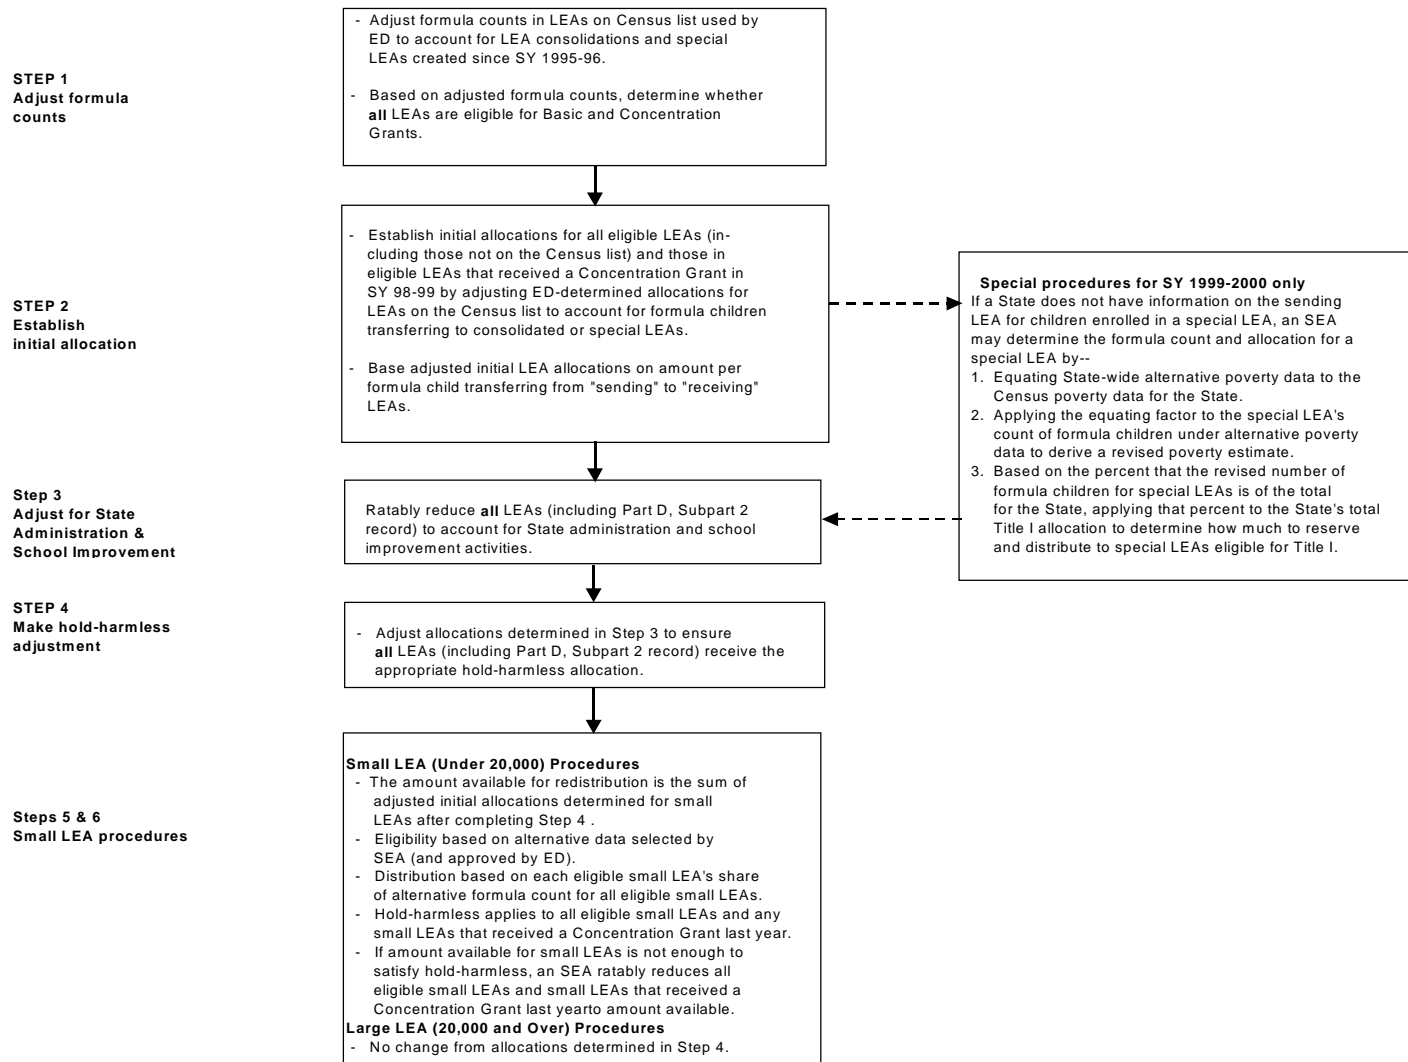 STEP 1
Adjust formula
counts
- Adjust formula counts in LEAs on Census list used by
ED to account for LEA consolidations and special
LEAs created since SY 1995-96.
- Based on adjusted formula counts, determine whether
all LEAs are eligible for Basic and Concentration
Grants.
STEP 2
Establish
initial allocation
- Establish initial allocations for all eligible LEAs (in-
cluding those not on the Census list) and those in
eligible LEAs that received a Concentration Grant in
SY 98-99 by adjusting ED-determined allocations for
LEAs on the Census list to account for formula children
transferring to consolidated or special LEAs.
- Base adjusted initial LEA allocations on amount per
formula child transferring from "sending" to "receiving"
LEAs.
Special procedures for SY 1999-2000 only
If a State does not have information on the sending
LEA for children enrolled in a special LEA, an SEA
may determine the formula count and allocation for a
special LEA by--
1. Equating State-wide alternative poverty data to the
Census poverty data for the State.
2. Applying the equating factor to the special LEA's
count of formula children under alternative poverty
data to derive a revised poverty estimate.
3. Based on the percent that the revised number of
formula children for special LEAs is of the total
for the State, applying that percent to the State's total
Title I allocation to determine how much to reserve
and distribute to special LEAs eligible for Title I.
Step 3
Adjust for State
Administration &
School Improvement
Ratably reduce all LEAs (including Part D, Subpart 2
record) to account for State administration and school
improvement activities.
STEP 4
Make hold-harmless
adjustment
- Adjust allocations determined in Step 3 to ensure
all LEAs (including Part D, Subpart 2 record) receive the
appropriate hold-harmless allocation.
Steps 5 & 6
Small LEA procedures
Small LEA (Under 20,000) Procedures
- The amount available for redistribution is the sum of
adjusted initial allocations determined for small
LEAs after completing Step 4 .
- Eligibility based on alternative data selected by
SEA (and approved by ED).
- Distribution based on each eligible small LEA's share
of alternative formula count for all eligible small LEAs.
- Hold-harmless applies to all eligible small LEAs and any
small LEAs that received a Concentration Grant last year.
- If amount available for small LEAs is not enough to
satisfy hold-harmless, an SEA ratably reduces all
eligible small LEAs and small LEAs that received a
Concentration Grant last yearto amount available.
Large LEA (20,000 and Over) Procedures
- No change from allocations determined in Step 4.